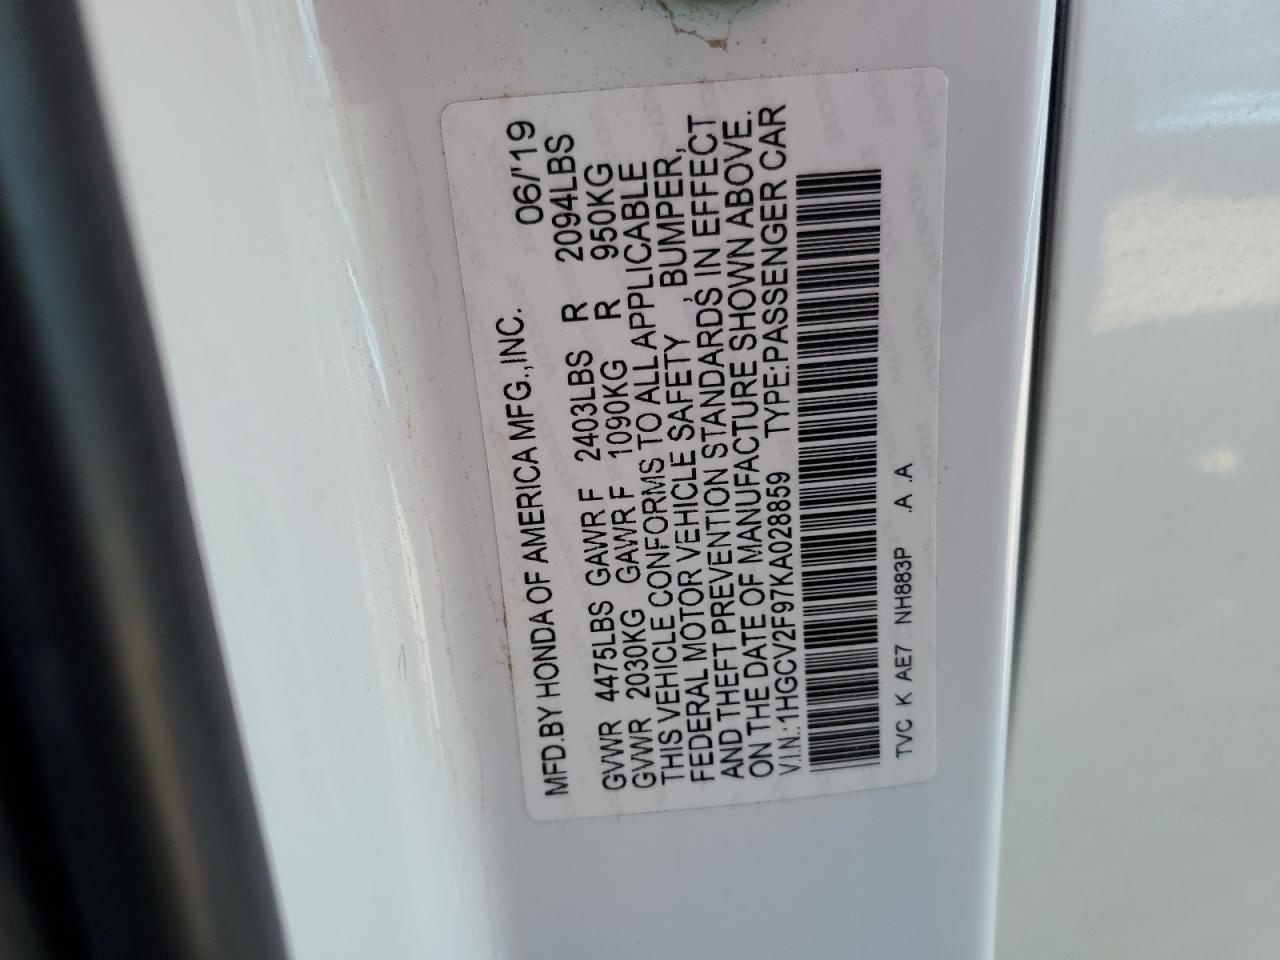 MFD.BY HONDA OF AMERICA MFG.,INC. 06/'19
GVWR 4475LBS GAWR F 2403LBS R 2094LBS
GVWR 2030KG GAWR F 1090KG R 950KG
THIS VEHICLE CONFORMS TO ALL APPLICABLE
FEDERAL MOTOR VEHICLE SAFETY, BUMPER,
AND THEFT PREVENTION STANDARDS IN EFFECT
ON THE DATE OF MANUFACTURE SHOWN ABOVE.
V.I.N.:1HGCV2F97KA028859 TYPE:PASSENGER CAR
TVC K AE7 NH883P .A .A